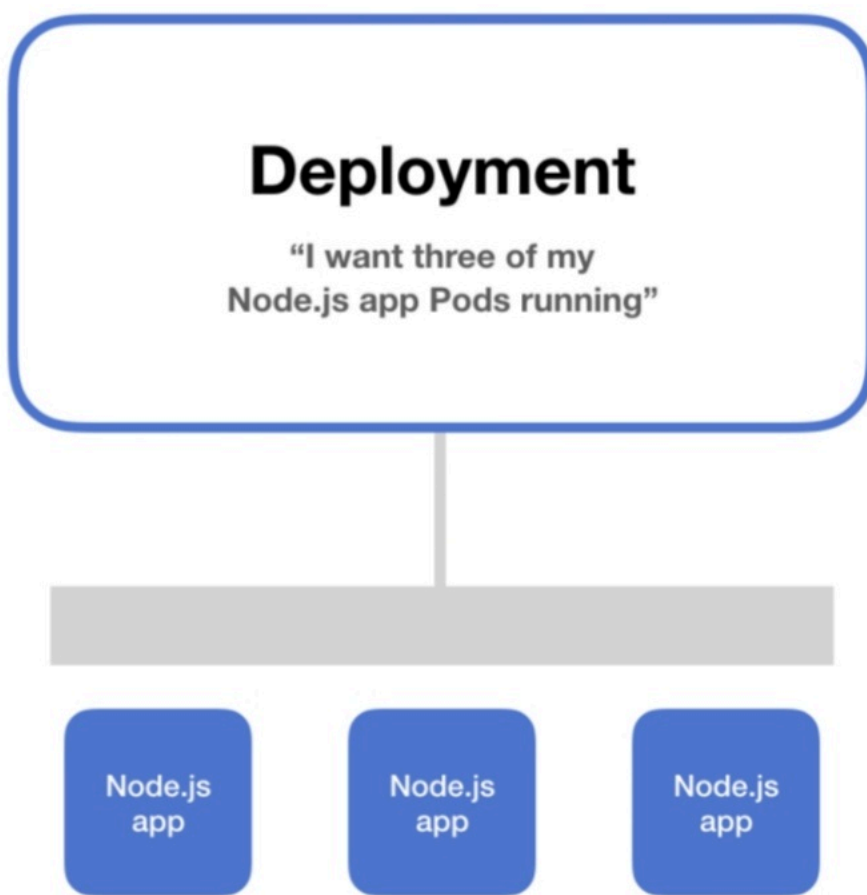 Deployment
“I want three of my
Node.js app Pods running”
Node.js
app
Node.js
app
Node.js
app